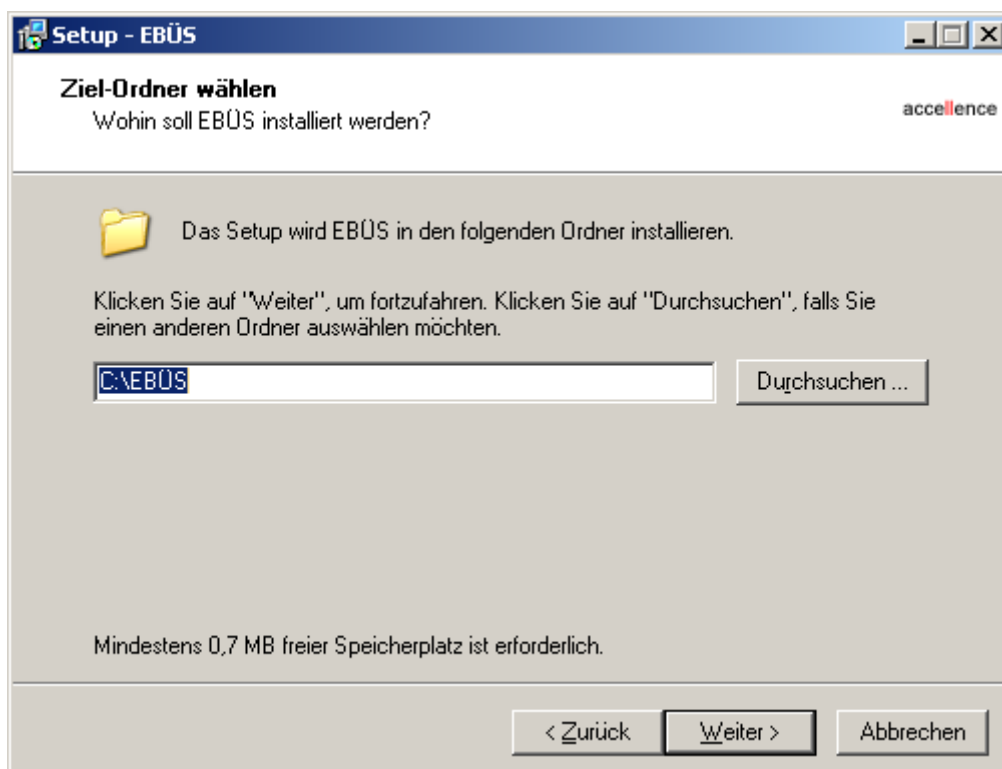 Setup - EBÜS
Ziel-Ordner wählen
Wohin soll EBÜS installiert werden?
accellence
Das Setup wird EBÜS in den folgenden Ordner installieren.
Klicken Sie auf "Weiter", um fortzufahren. Klicken Sie auf "Durchsuchen", falls Sie
einen anderen Ordner auswählen möchten.
C:\EBÜS
Durchsuchen ...
Mindestens 0,7 MB freier Speicherplatz ist erforderlich.
< Zurück
Weiter >
Abbrechen